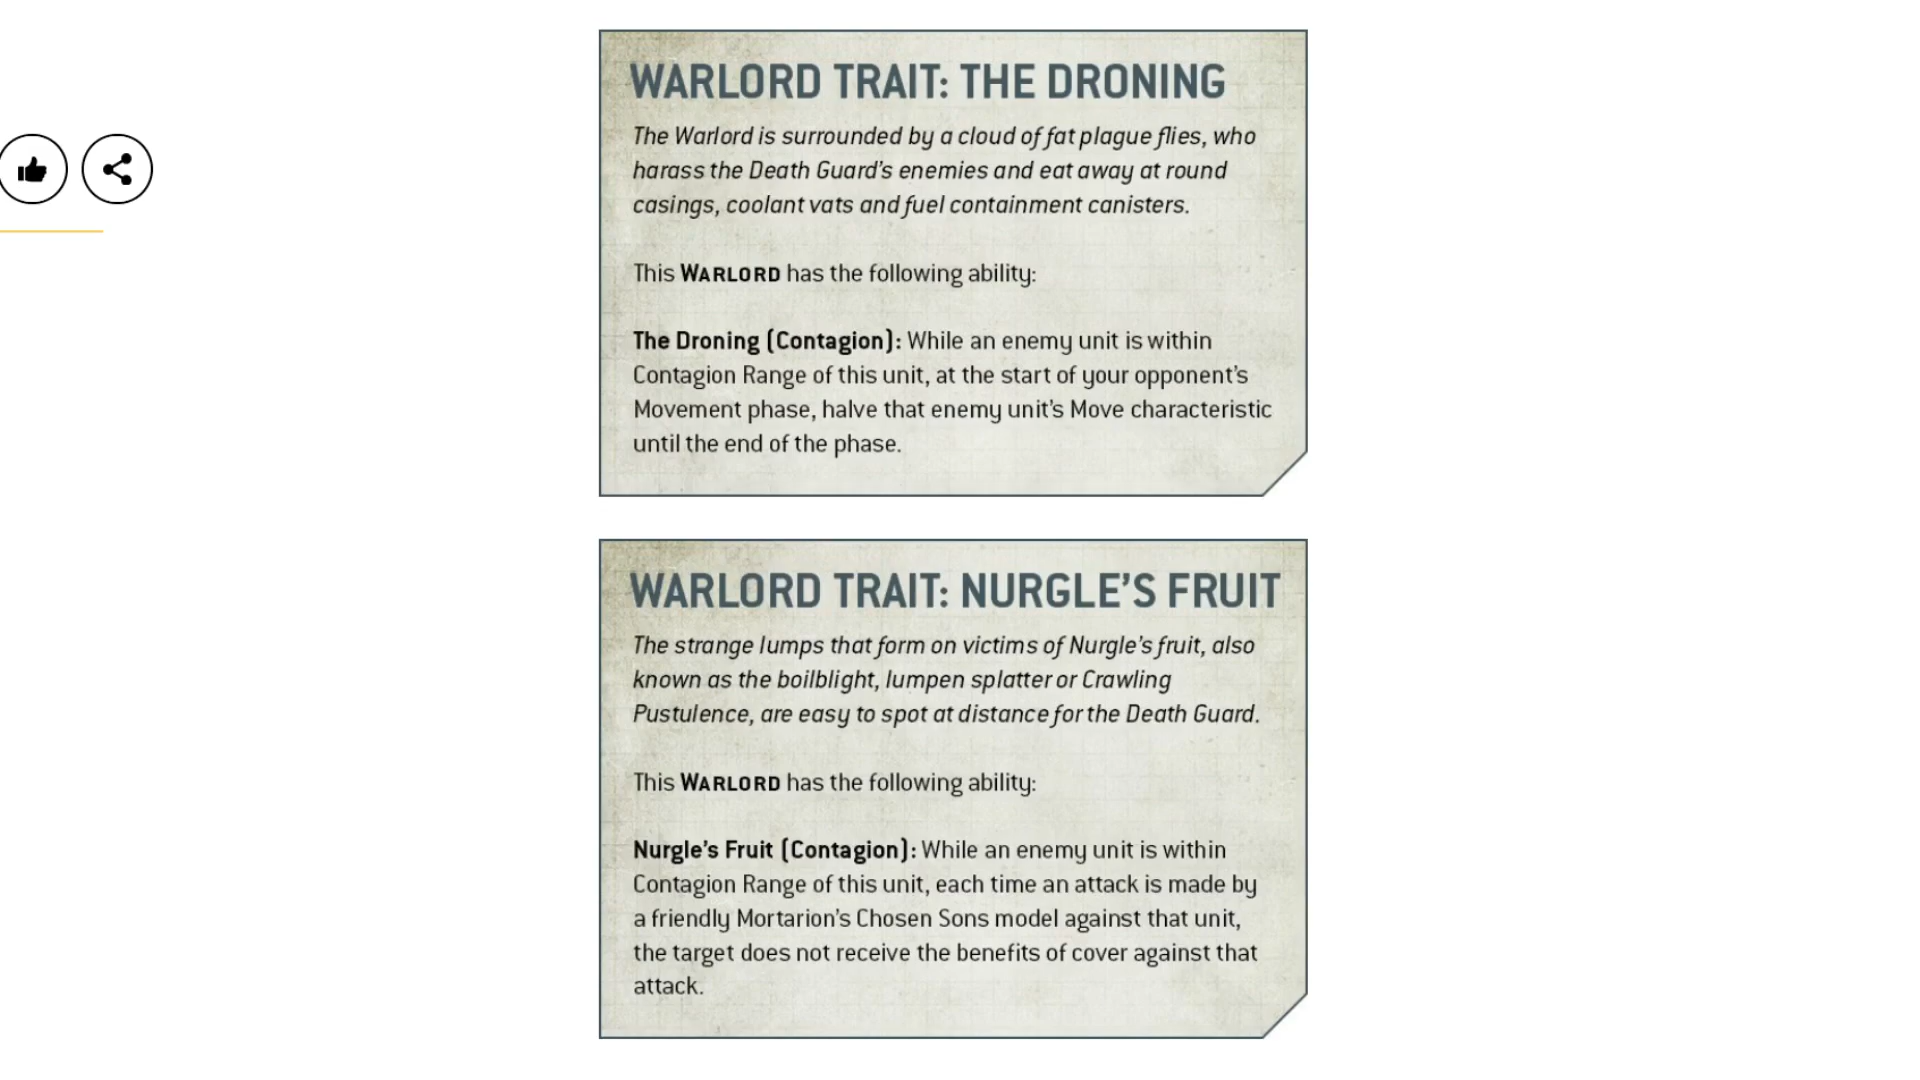 WARLORD TRAIT: THE DRONING
The Warlord is surrounded by a cloud of fat plague flies, who
harass the Death Guard's enemies and eat away at round
casings, coolant vats and fuel containment canisters.
This WARLORD has the following ability:
The Droning (Contagion): While an enemy unit is within
Contagion Range of this unit, at the start of your opponent's
Movement phase, halve that enemy unit's Move characteristic
until the end of the phase.
WARLORD TRAIT: NURGLE'S FRUIT
The strange lumps that form on victims of Nurgle's fruit, also
known as the boilblight, lumpen splatter or Crawling
Pustulence, are easy to spot at distance for the Death Guard.
This WARLORD has the following ability:
Nurgle's Fruit (Contagion): While an enemy unit is within
Contagion Range of this unit, each time an attack is made by
a friendly Mortarion's Chosen Sons model against that unit,
the target does not receive the benefits of cover against that
attack.